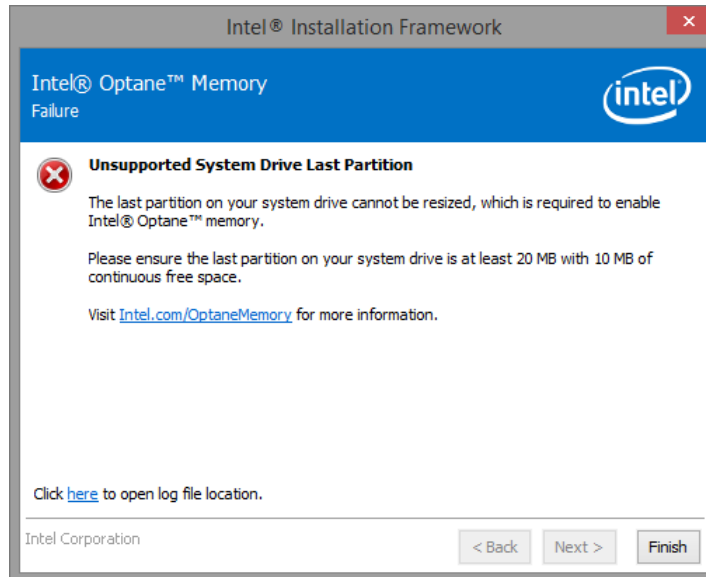 Intel® Installation Framework
Intel® Optane™ Memory
Failure
intel
Unsupported System Drive Last Partition
The last partition on your system drive cannot be resized, which is required to enable
Intel® Optane™ memory.
Please ensure the last partition on your system drive is at least 20 MB with 10 MB of
continuous free space.
Visit Intel.com/OptaneMemory for more information.
Click here to open log file location.
Intel Corporation
< Back Next > Finish